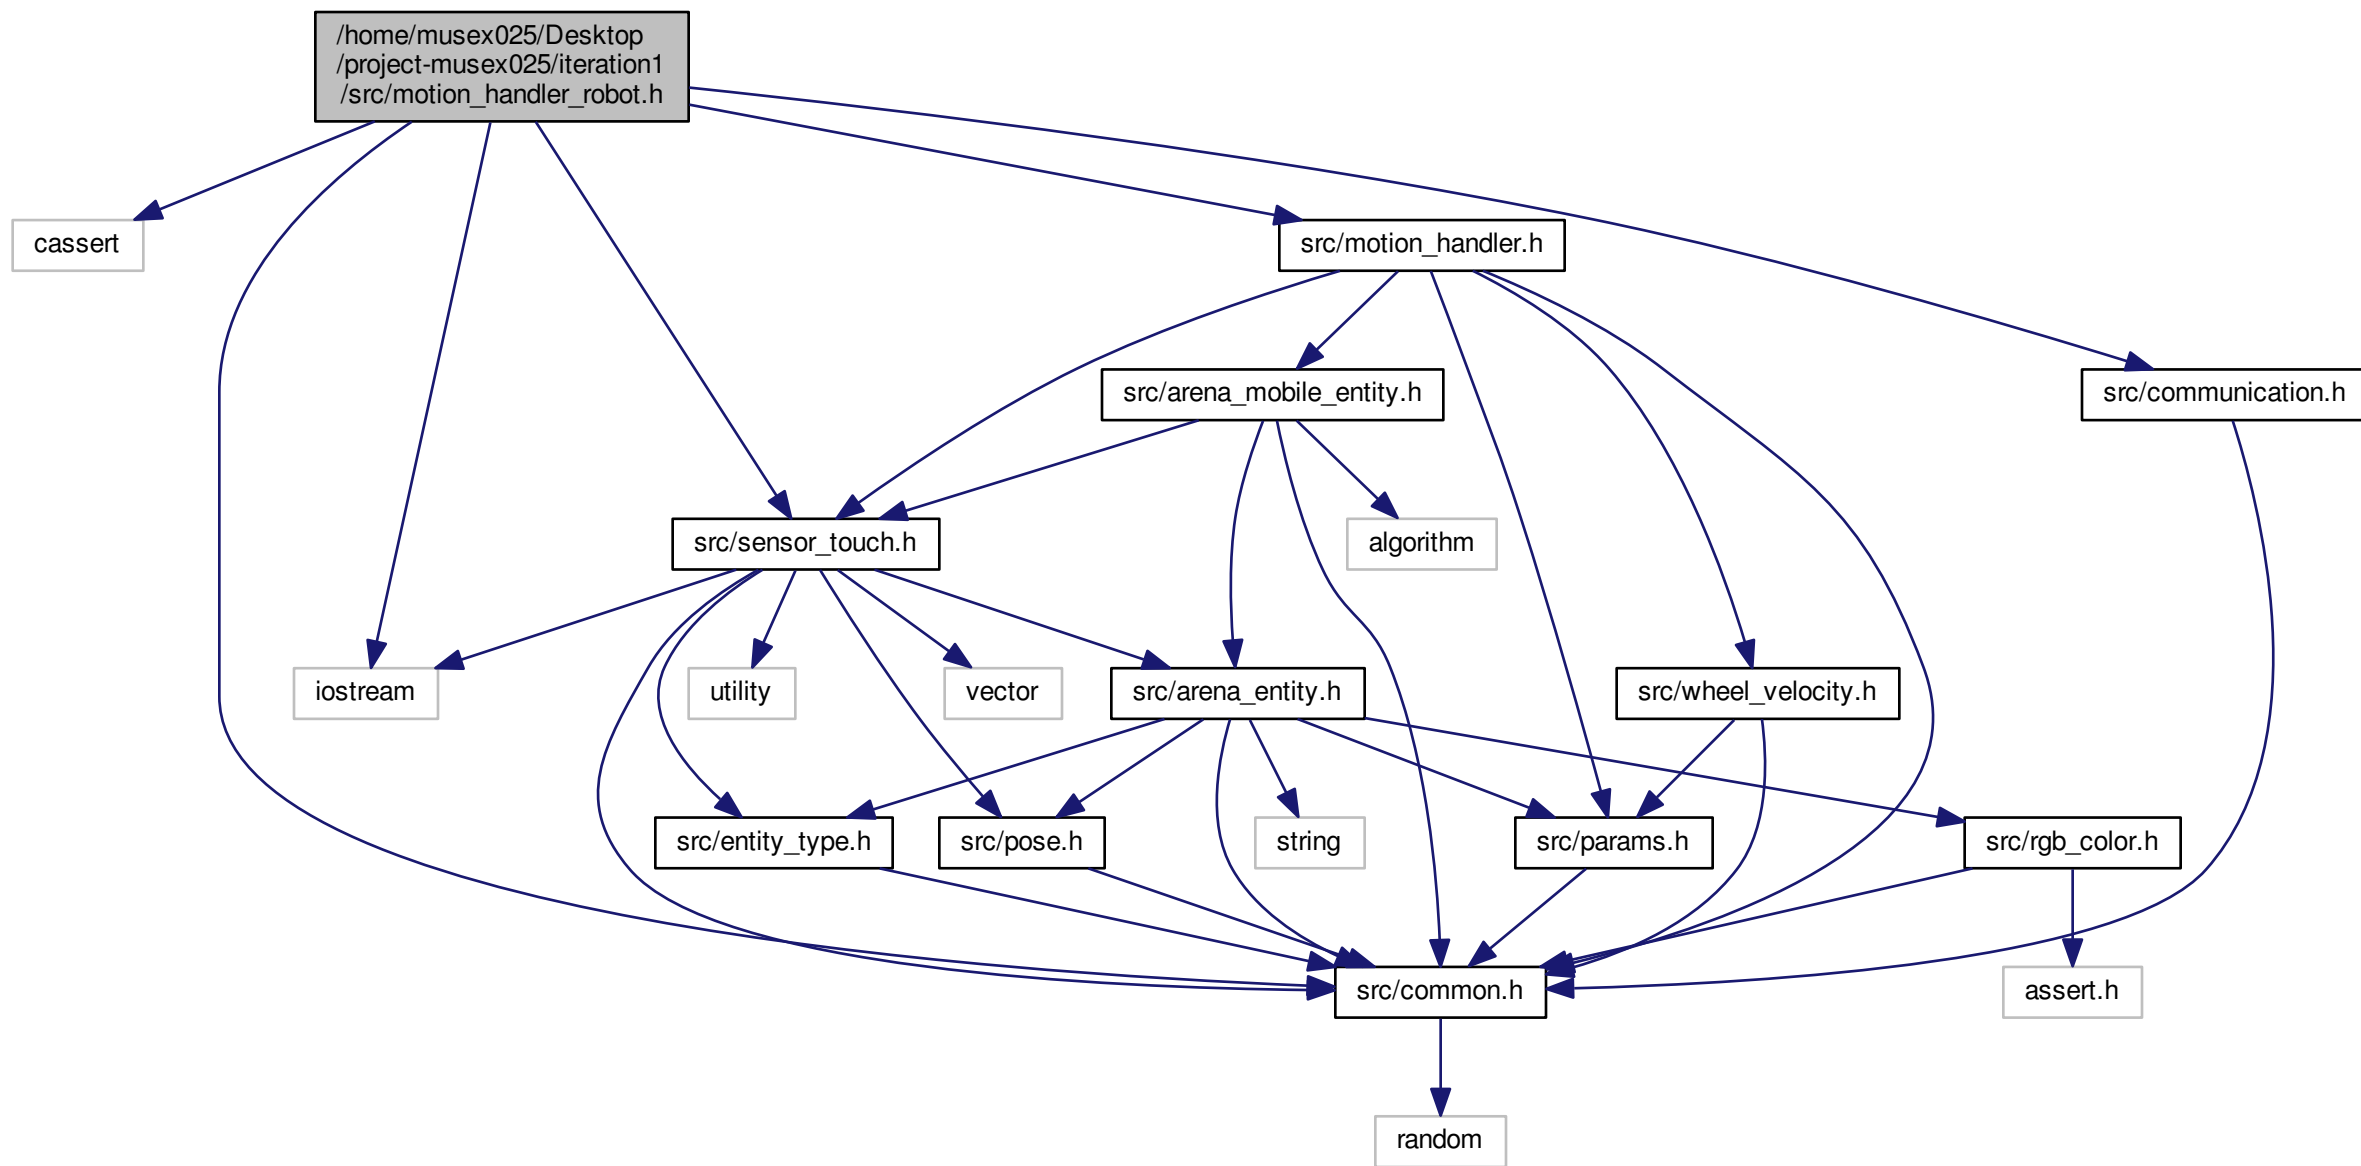 /home/musex025/Desktop
/project-musex025/iteration1
/src/motion_handler_robot.h
cassert
src/motion_handler.h
src/arena_mobile_entity.h
src/communication.h
src/sensor_touch.h
algorithm
iostream
utility
vector
src/arena_entity.h
src/wheel_velocity.h
src/entity_type.h
src/pose.h
string
src/params.h
src/rgb_color.h
src/common.h
assert.h
random